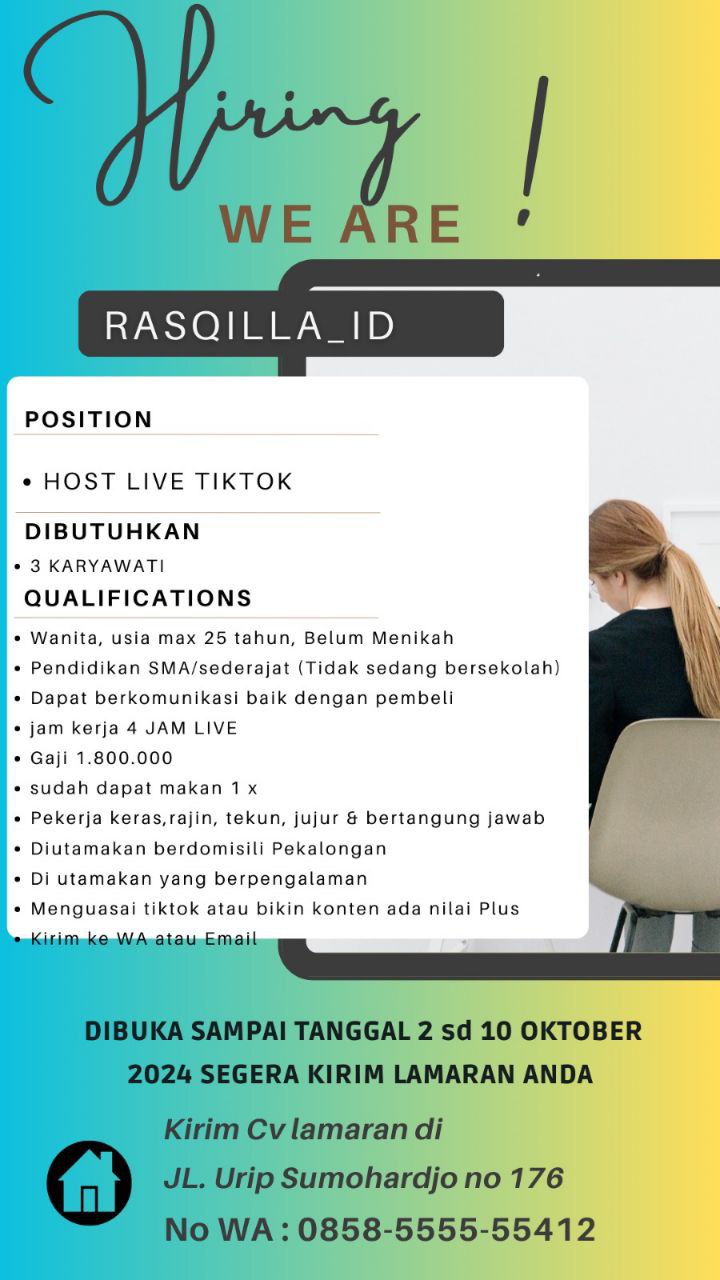 Hiring !
WE ARE
RASQILLA_ID
POSITION
• HOST LIVE TIKTOK
DIBUTUHKAN
• 3 KARYAWATI
QUALIFICATIONS
• Wanita, usia max 25 tahun, Belum Menikah
• Pendidikan SMA/sederajat (Tidak sedang bersekolah)
• Dapat berkomunikasi baik dengan pembeli
• jam kerja 4 JAM LIVE
• Gaji 1.800.000
• sudah dapat makan 1 x
• Pekerja keras,rajin, tekun, jujur & bertangung jawab
• Diutamakan berdomisili Pekalongan
• Di utamakan yang berpengalaman
• Menguasai tiktok atau bikin konten ada nilai Plus
• Kirim ke WA atau Email
DIBUKA SAMPAI TANGGAL 2 sd 10 OKTOBER
2024 SEGERA KIRIM LAMARAN ANDA
Kirim Cv lamaran di
JL. Urip Sumohardjo no 176
No WA : 0858-5555-55412